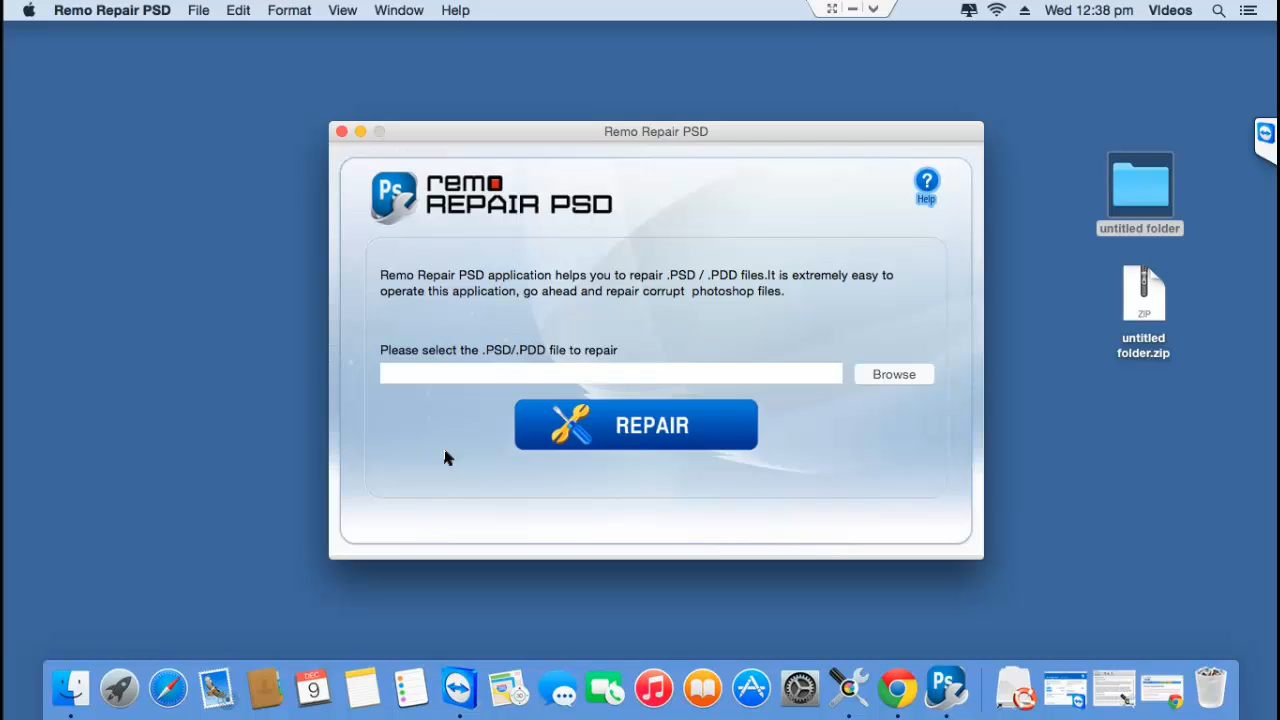 Remo Repair PSD File Edit Format View Window Help Wed 12:38 pm Videos
Remo Repair PSD
Ps remo
REPAIR PSD
?
Help
Remo Repair PSD application helps you to repair .PSD / .PDD files.It is extremely easy to
operate this application, go ahead and repair corrupt photoshop files.
Please select the .PSD/.PDD file to repair
Browse
REPAIR
untitled folder
ZIP
untitled
folder.zip
DEC
9
Ps